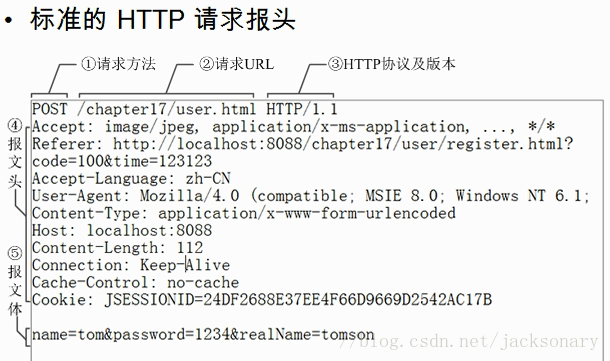 • 标准的 HTTP 请求报头
①请求方法 ②请求URL ③HTTP协议及版本
POST /chapter17/user.html HTTP/1.1
④报文头
Accept: image/jpeg, application/x-ms-application, ..., */*
Referer: http://localhost:8088/chapter17/user/register.html?
code=100&time=123123
Accept-Language: zh-CN
User-Agent: Mozilla/4.0 (compatible; MSIE 8.0; Windows NT 6.1;
Content-Type: application/x-www-form-urlencoded
Host: localhost:8088
Content-Length: 112
Connection: Keep-Alive
Cache-Control: no-cache
Cookie: JSESSIONID=24DF2688E37EE4F66D9669D2542AC17B
⑤报文体
name=tom&password=1234&realName=tomson
//blog.csdn.net/jacksonary